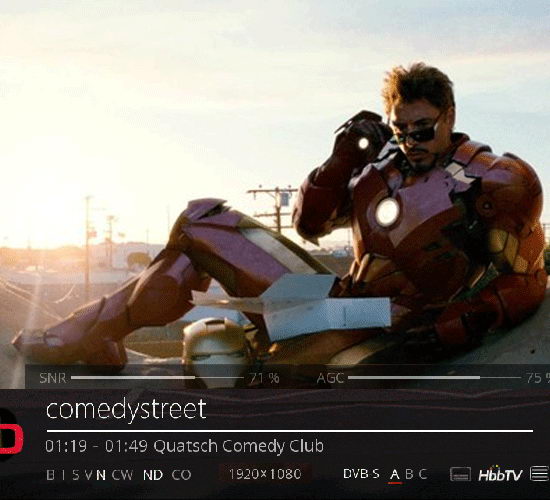 SNR 71 % AGC 75 %
comedystreet
01:19 - 01:49 Quatsch Comedy Club
B I S V N CW ND CO 1920×1080 DVB-S A B C HbbTV